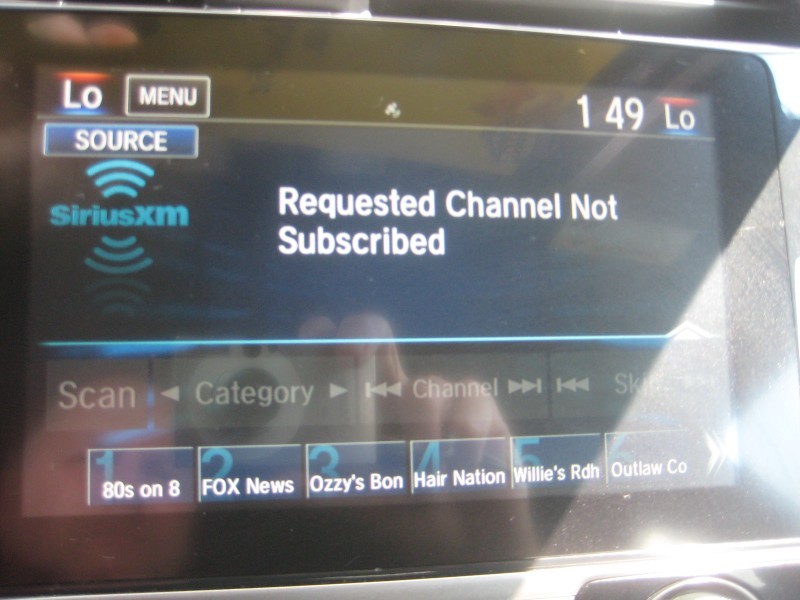 Lo MENU 1 49 Lo
SOURCE
siriusxm
Requested Channel Not
Subscribed
Scan Category Channel
1 2 3 4 5
80s on 8 FOX News Ozzy's Bon Hair Nation Willie's Rdh Outlaw Co